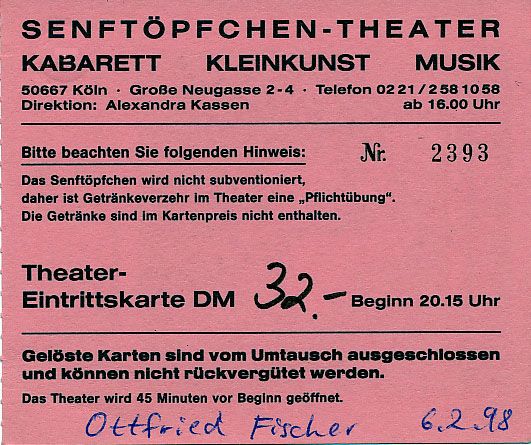 SENFTÖPFCHEN-THEATER
KABARETT KLEINKUNST MUSIK
50667 Köln · Große Neugasse 2-4 · Telefon 0221/2581058
Direktion: Alexandra Kassen ab 16.00 Uhr
Bitte beachten Sie folgenden Hinweis: Nr. 2393
Das Senftöpfchen wird nicht subventioniert,
daher ist Getränkeverzehr im Theater eine „Pflichtübung".
Die Getränke sind im Kartenpreis nicht enthalten.
Theater-
Eintrittskarte DM 32.- Beginn 20.15 Uhr
Gelöste Karten sind vom Umtausch ausgeschlossen
und können nicht rückvergütet werden.
Das Theater wird 45 Minuten vor Beginn geöffnet.
Ottfried Fischer 6.2.98